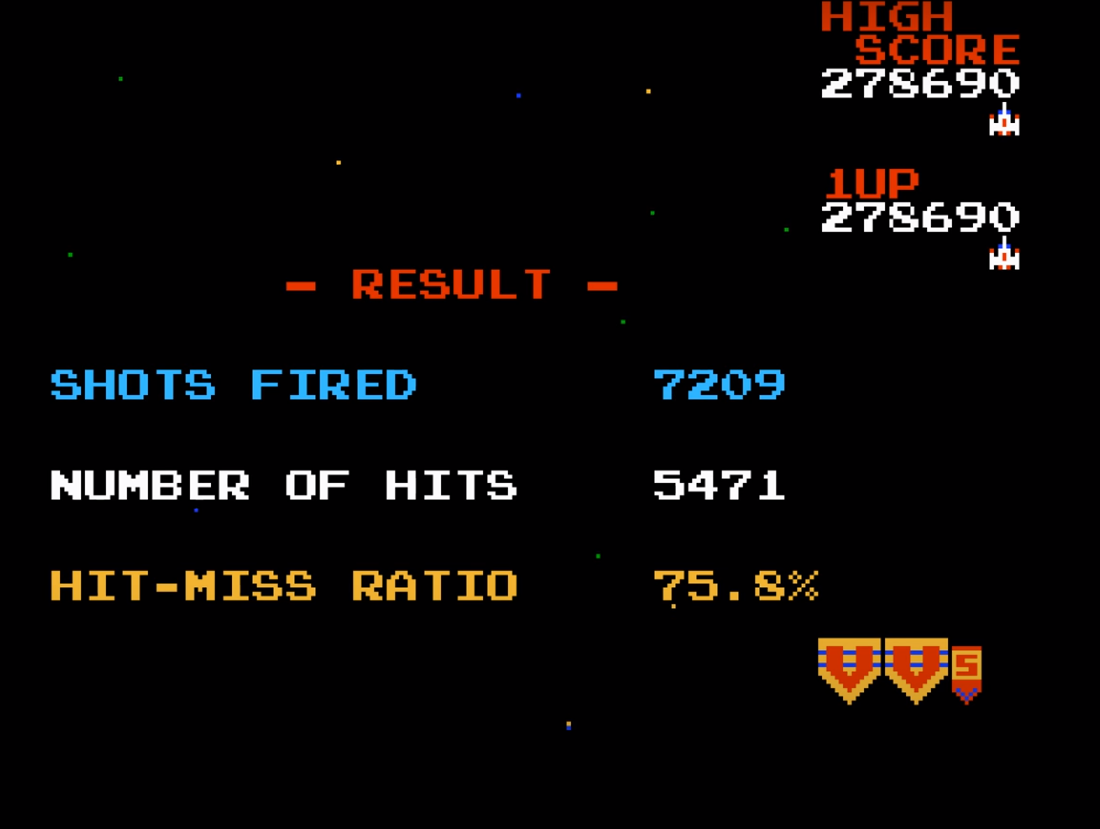 HIGH
SCORE
278690
1UP
278690
- RESULT -
SHOTS FIRED 7209
NUMBER OF HITS 5471
HIT-MISS RATIO 75.8%
5